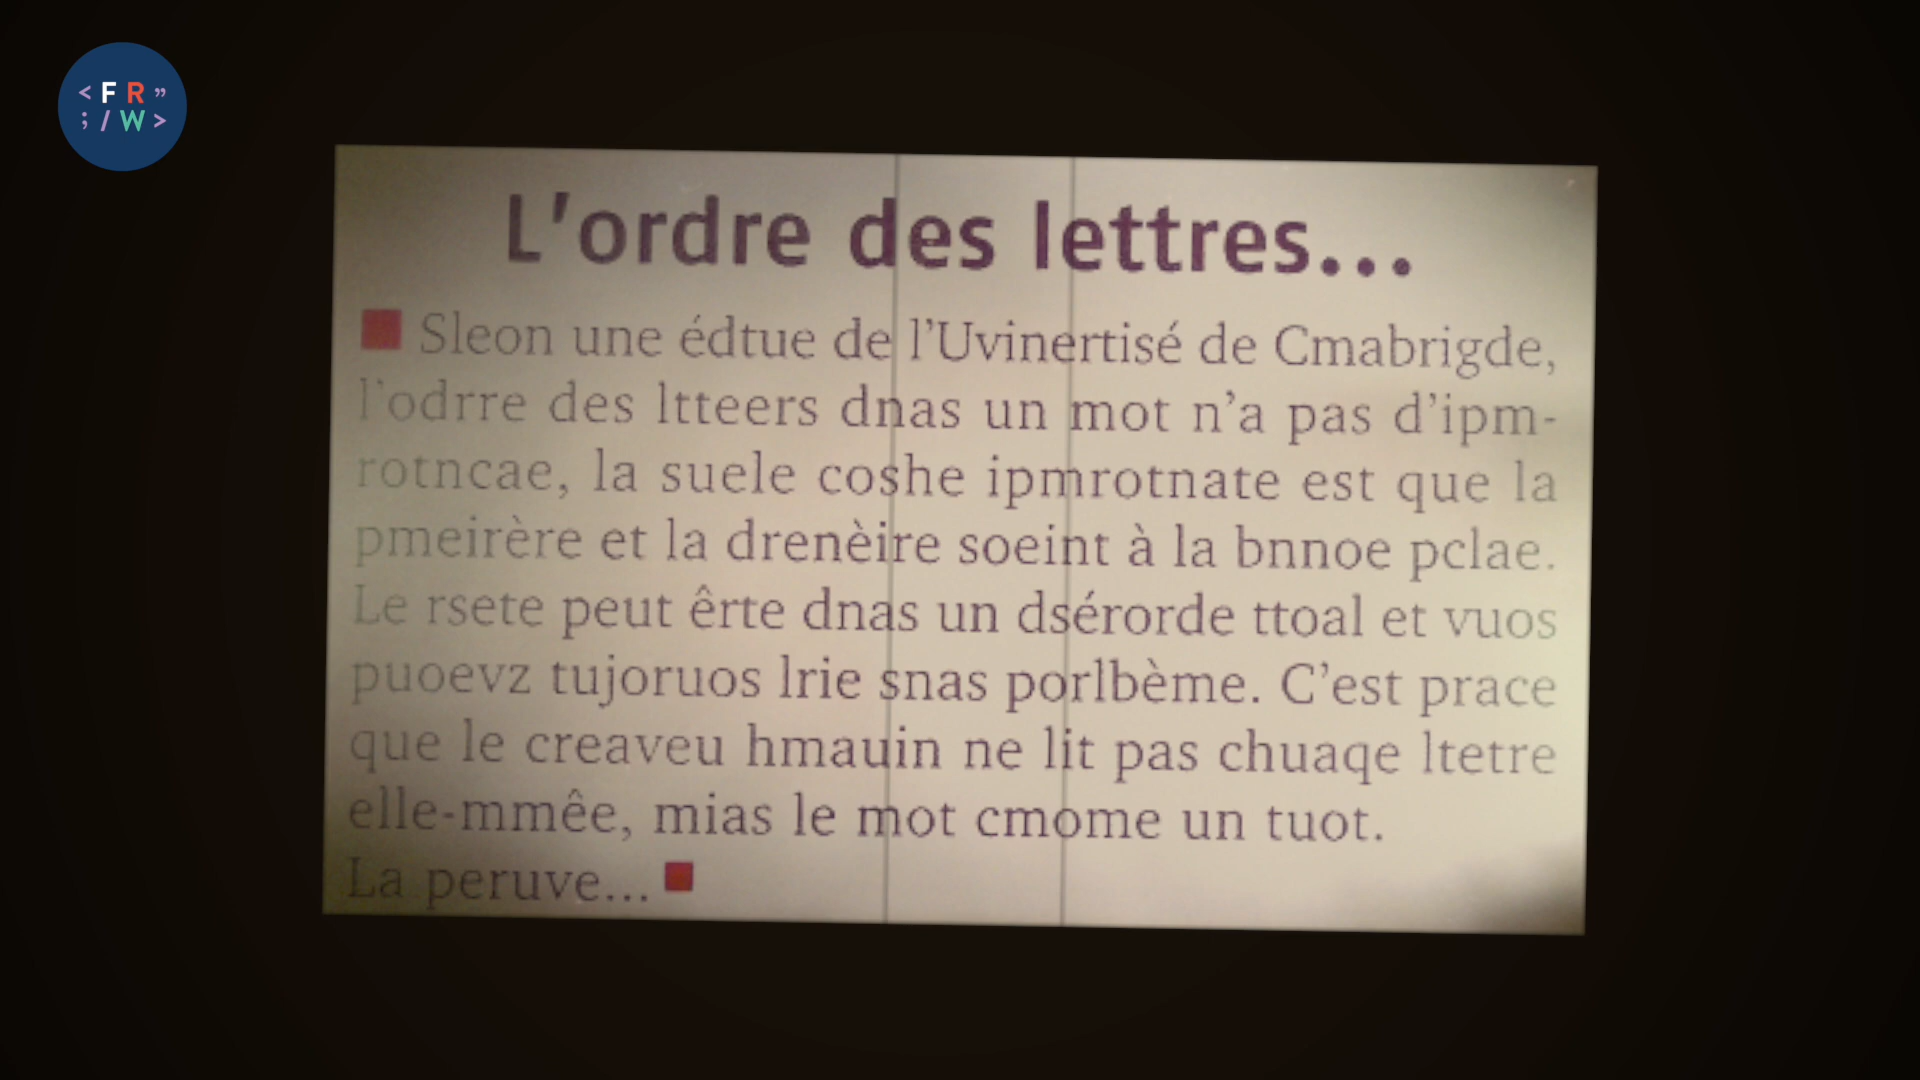 <FR”
;/W>
L’ordre des lettres...
■ Sleon une édtue de l’Uvinertisé de Cmabrigde,
l’odrre des ltteers dnas un mot n’a pas d’ipm-
rotncae, la suele coshe ipmrotnate est que la
pmeirère et la drenèire soeint à la bnnoe pclae.
Le rsete peut êrte dnas un dsérorde ttoal et vuos
puoevz tujoruos lrie snas porlbème. C’est prace
que le creaveu hmauin ne lit pas chuaqe ltetre
elle-mmêe, mias le mot cmome un tuot.
La peruve... ■